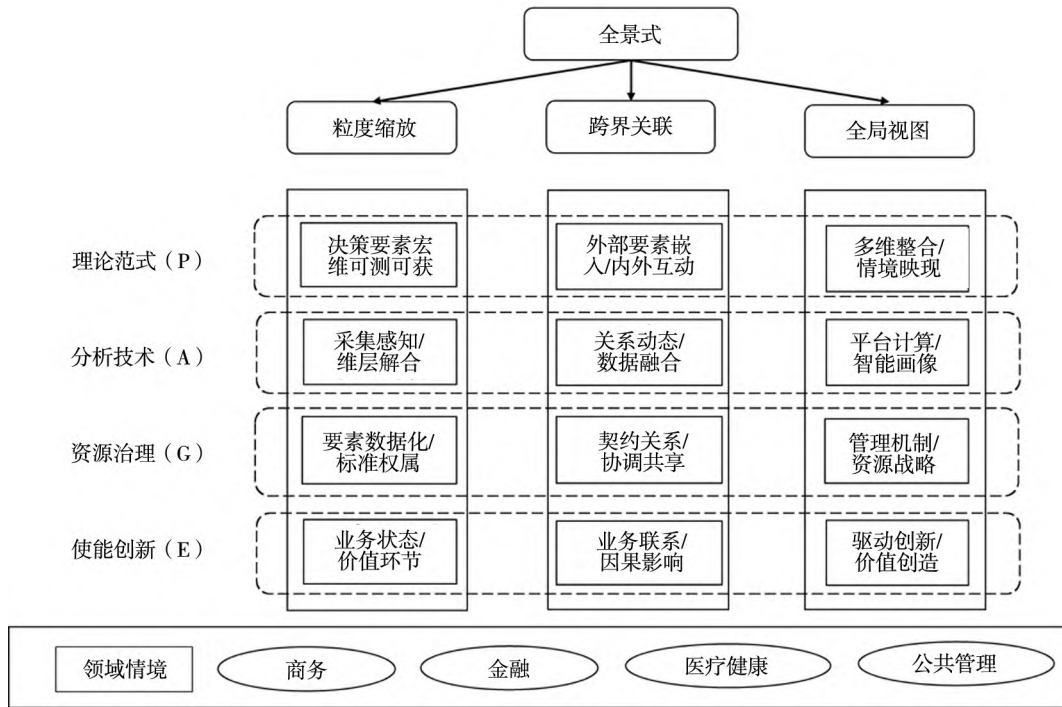 全景式
粒度缩放
跨界关联
全局视图
理论范式（P）
决策要素宏
维可测可获
外部要素嵌
入/内外互动
多维整合/
情境映现
分析技术（A）
采集感知/
维层解合
关系动态/
数据融合
平台计算/
智能画像
资源治理（G）
要素数据化/
标准权属
契约关系/
协调共享
管理机制/
资源战略
使能创新（E）
业务状态/
价值环节
业务联系/
因果影响
驱动创新/
价值创造
领域情境
商务
金融
医疗健康
公共管理